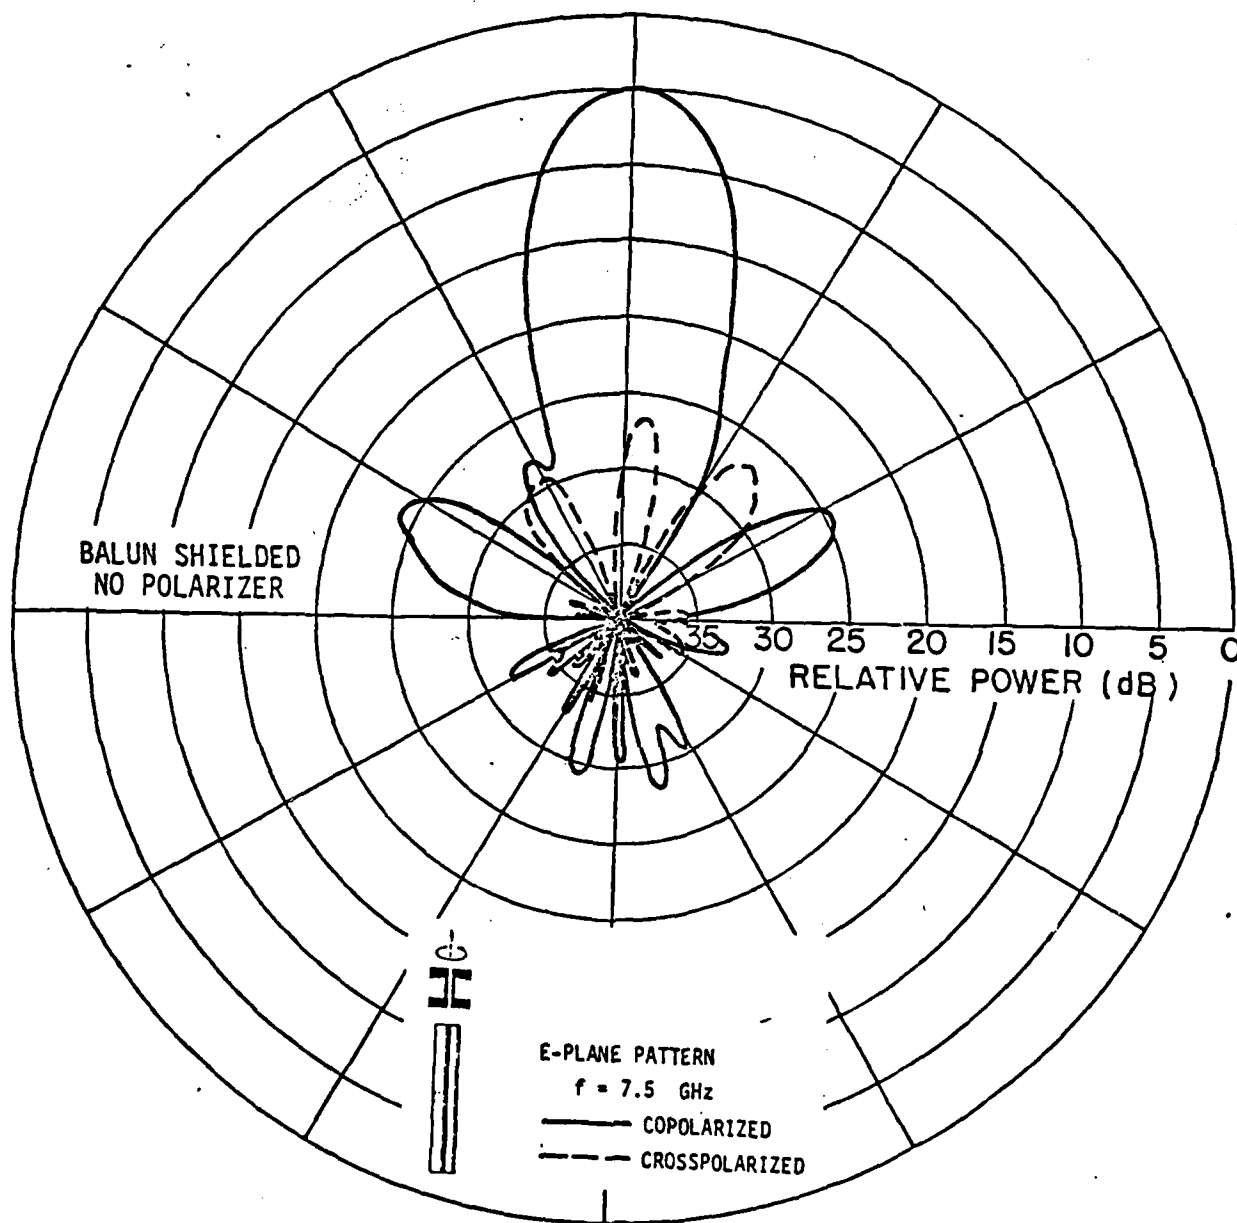 BALUN SHIELDED
NO POLARIZER
35 30 25 20 15 10 5 0
RELATIVE POWER (dB)
E-PLANE PATTERN
f = 7.5 GHz
COPOLARIZED
CROSSPOLARIZED